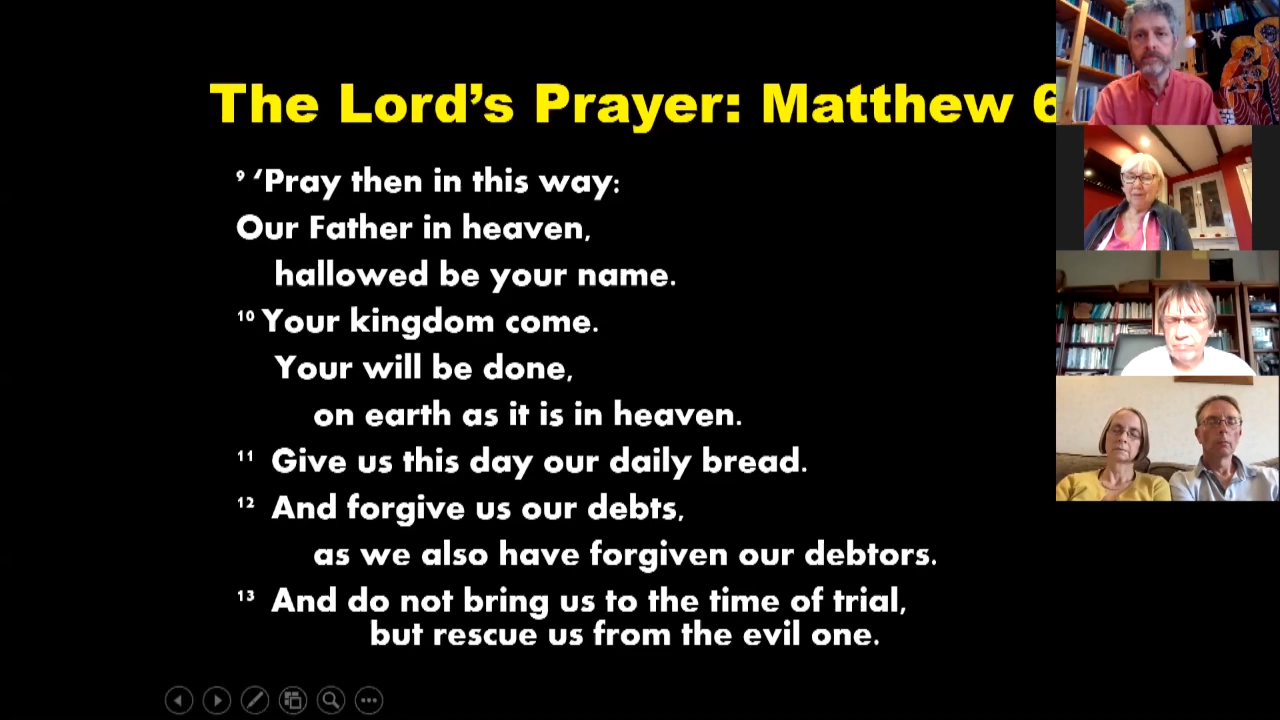 The Lord's Prayer: Matthew 6
⁹ ‘Pray then in this way:
Our Father in heaven,
hallowed be your name.
¹⁰ Your kingdom come.
Your will be done,
on earth as it is in heaven.
¹¹ Give us this day our daily bread.
¹² And forgive us our debts,
as we also have forgiven our debtors.
¹³ And do not bring us to the time of trial,
but rescue us from the evil one.